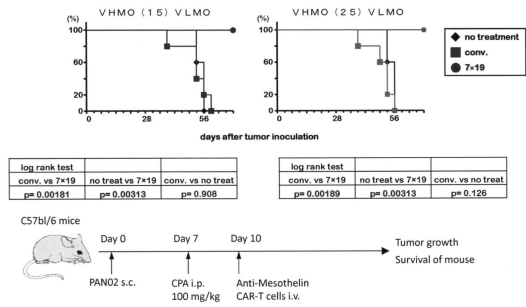 VHMO (15) VLMO
VHMO (25) VLMO
(%)
100
80
60
40
20
0
0
28
56
(%)
100
80
60
40
20
0
0
28
56
no treatment
conv.
7×19
days after tumor inoculation
log rank test
conv. vs 7×19 no treat vs 7×19 conv. vs no treat
p= 0.00181 p= 0.00313 p= 0.908
log rank test
conv. vs 7×19 no treat vs 7×19 conv. vs no treat
p= 0.00189 p= 0.00313 p= 0.126
C57bl/6 mice
Day 0
Day 7
Day 10
Tumor growth
Survival of mouse
PAN02 s.c.
CPA i.p.
100 mg/kg
Anti-Mesothelin
CAR-T cells i.v.